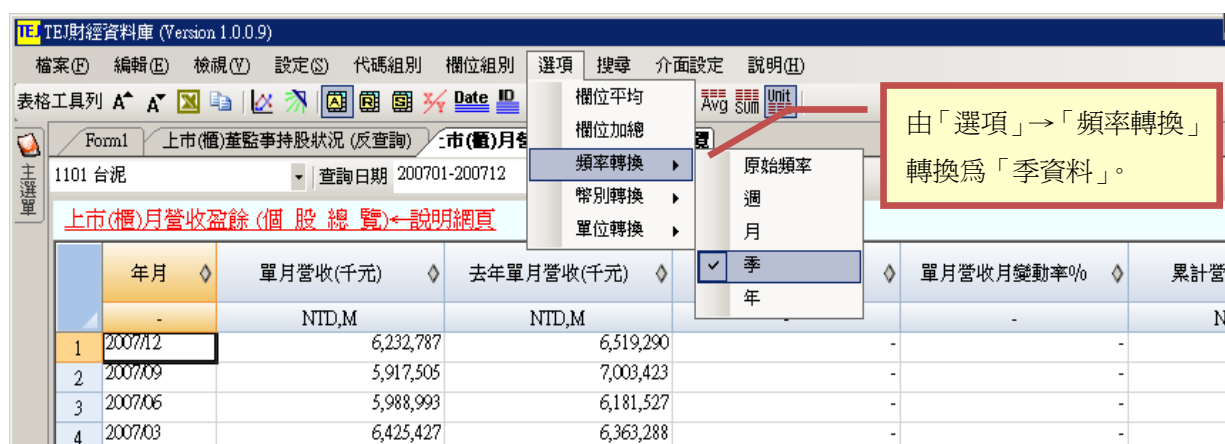 TEJ TEJ財經資料庫 (Version 1.0.0.9)
檔案(F) 編輯(E) 檢視(V) 設定(S) 代碼組別 欄位組別 選項 搜尋 介面設定 說明(H)
表格工具列 A A Date ID Avg Sum Unit
欄位平均
欄位加總
頻率轉換
幣別轉換
單位轉換
原始頻率
週
月
季
年
由「選項」→「頻率轉換」
轉換爲「季資料」。
主選單
Form1 上市(櫃)董監事持股狀況 (反查詢) 市(櫃)月營 覽
1101 台泥 查詢日期 200701-200712
上市(櫃)月營收盈餘 (個 股 總 覽)<--說明網頁
年月 單月營收(千元) 去年單月營收(千元) 單月營收月變動率% 累計營
- NTD,M NTD,M - - N
1 2007/12 6,232,787 6,519,290 - -
2 2007/09 5,917,505 7,003,423 - -
3 2007/06 5,988,993 6,181,527 - -
4 2007/03 6,425,427 6,363,288 - -